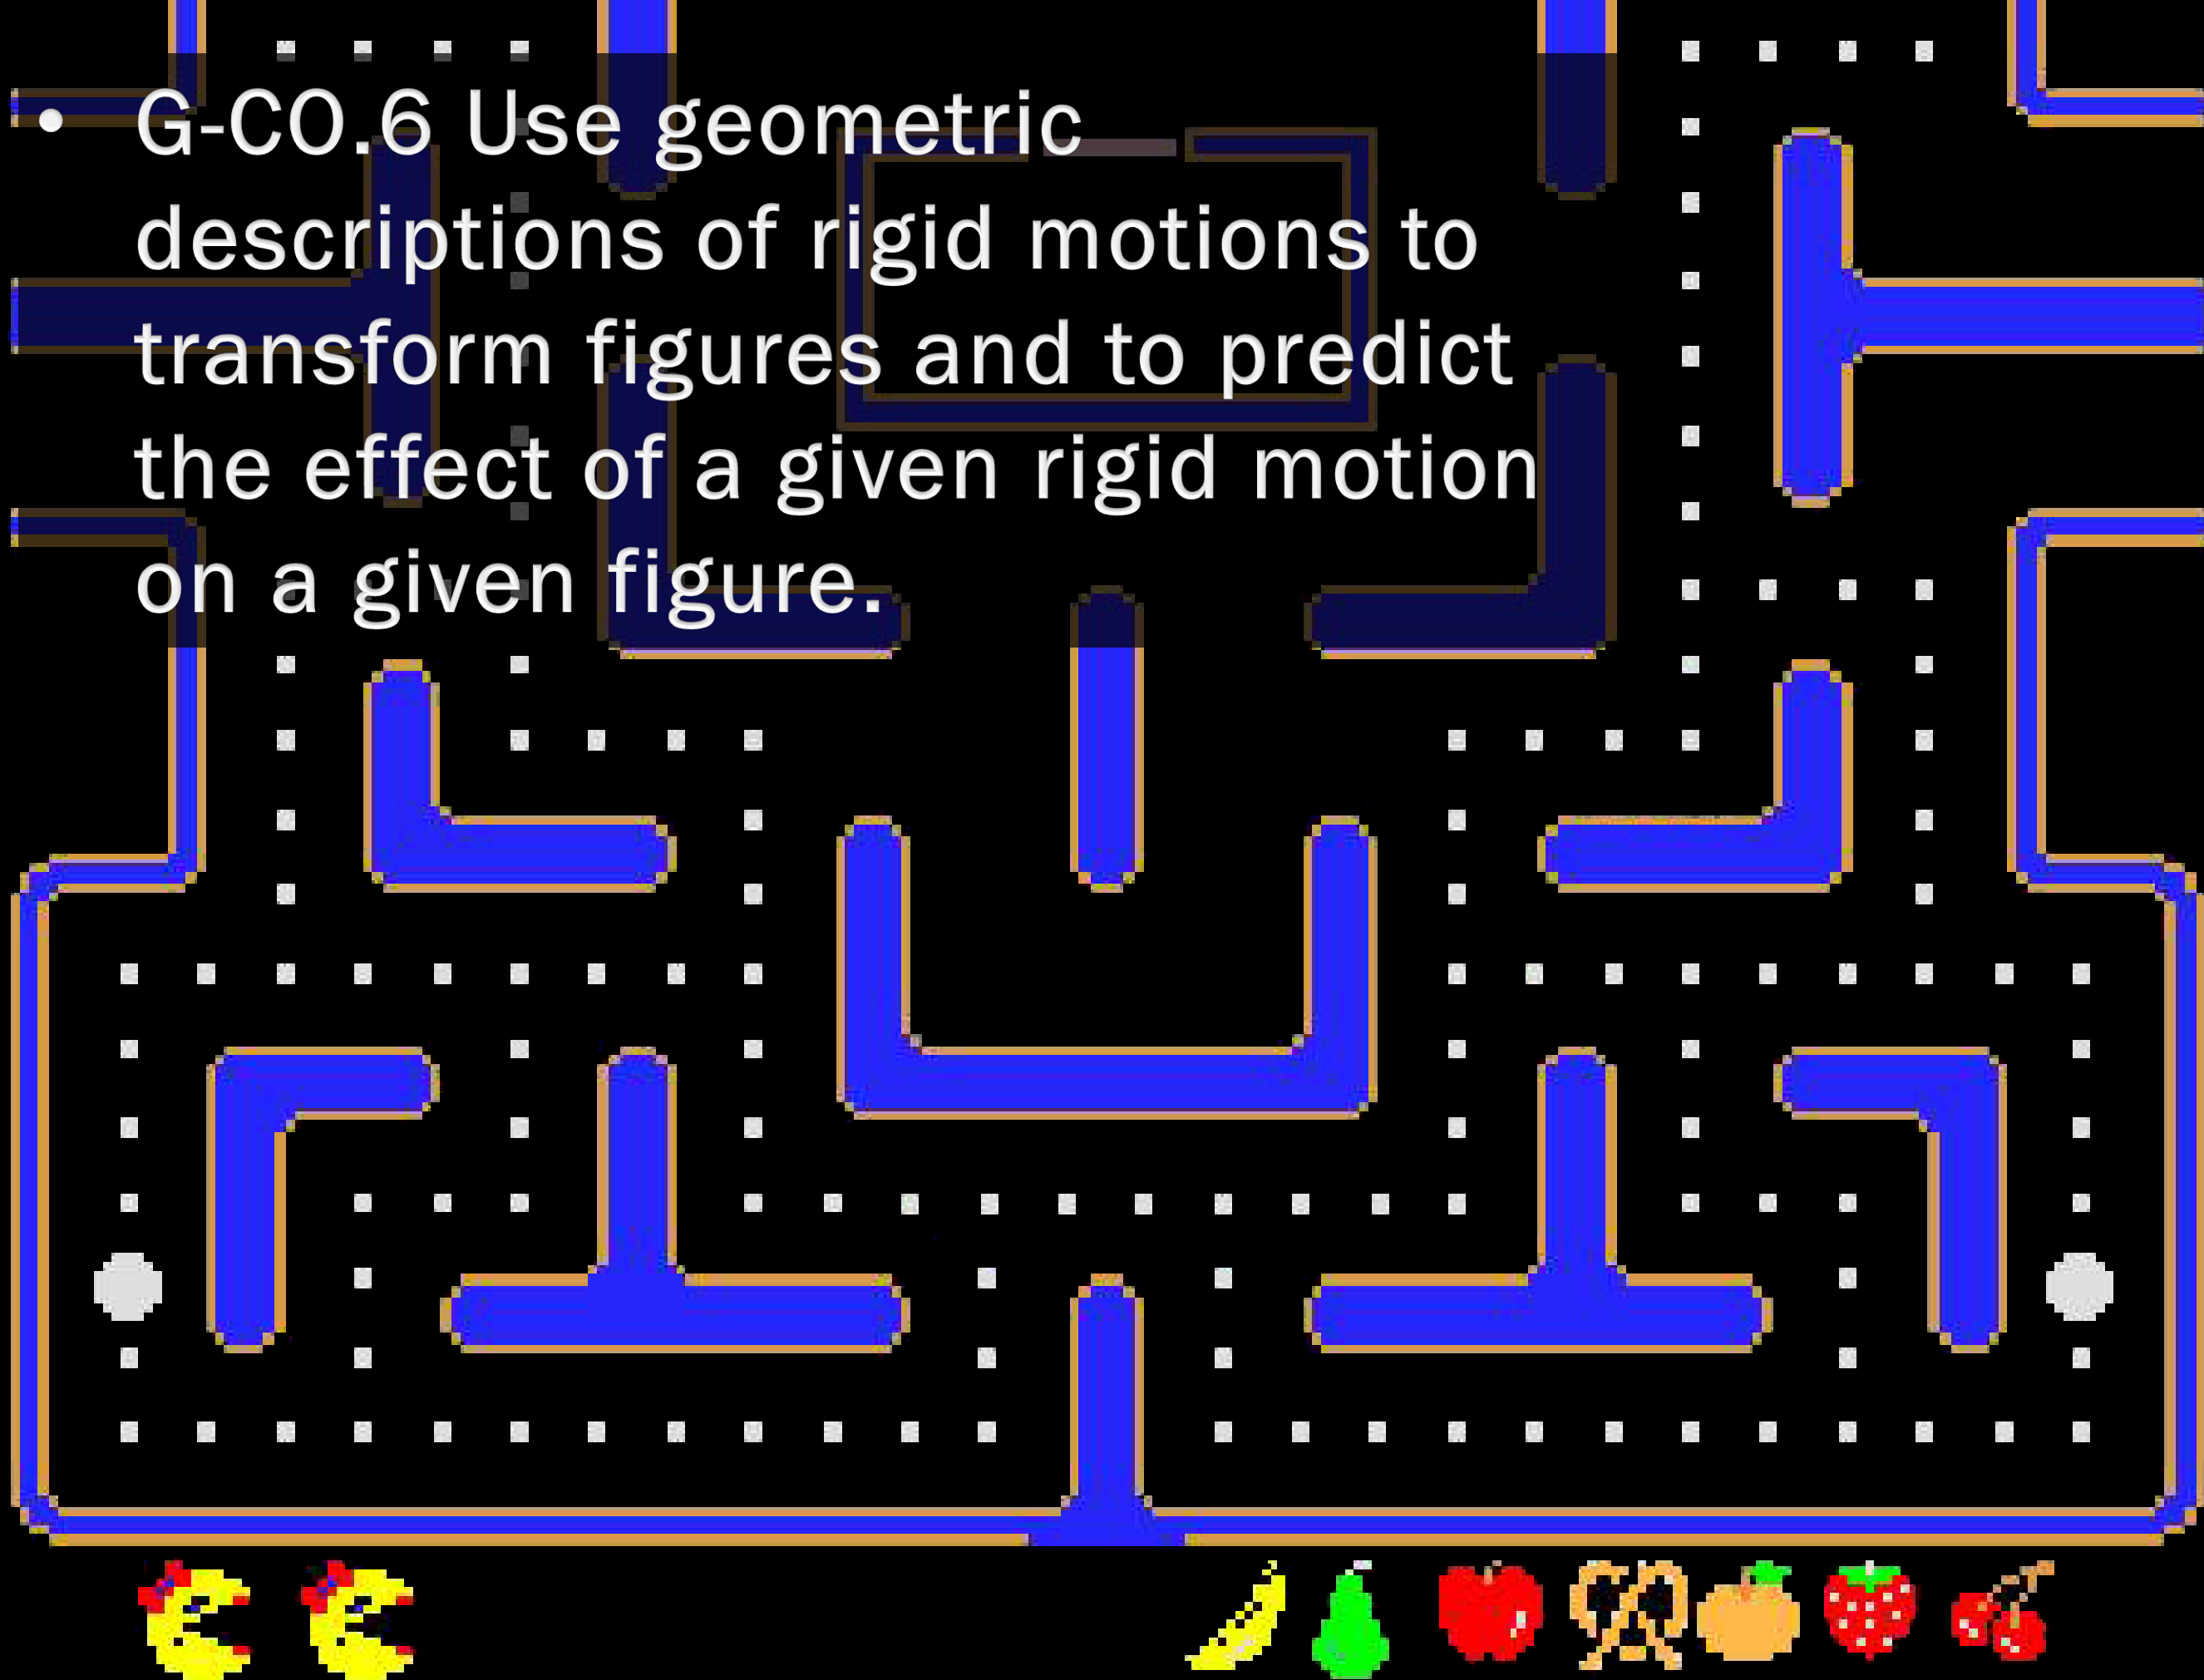 • G-CO.6 Use geometric
descriptions of rigid motions to
transform figures and to predict
the effect of a given rigid motion
on a given figure.